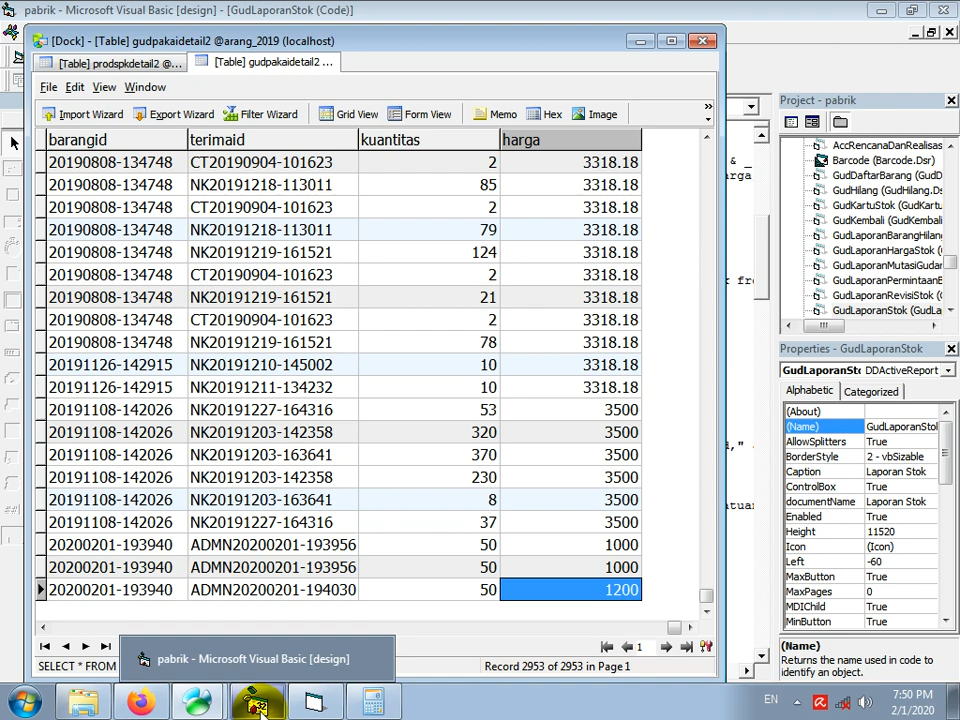 pabrik - Microsoft Visual Basic [design] - [GudLaporanStok (Code)]
[Dock] - [Table] gudpakaidetail2 @arang_2019 (localhost)
[Table] prodspkdetail2 @... [Table] gudpakaidetail2 ...
File Edit View Window
Import Wizard Export Wizard Filter Wizard Grid View Form View Memo Hex Image »
barangid terimaid kuantitas harga
20190808-134748 CT20190904-101623 2 3318.18
20190808-134748 NK20191218-113011 85 3318.18
20190808-134748 CT20190904-101623 2 3318.18
20190808-134748 NK20191218-113011 79 3318.18
20190808-134748 NK20191219-161521 124 3318.18
20190808-134748 CT20190904-101623 2 3318.18
20190808-134748 NK20191219-161521 21 3318.18
20190808-134748 CT20190904-101623 2 3318.18
20190808-134748 NK20191219-161521 78 3318.18
20191126-142915 NK20191210-145002 10 3318.18
20191126-142915 NK20191211-134232 10 3318.18
20191108-142026 NK20191227-164316 53 3500
20191108-142026 NK20191203-142358 320 3500
20191108-142026 NK20191203-163641 370 3500
20191108-142026 NK20191203-142358 230 3500
20191108-142026 NK20191203-163641 8 3500
20191108-142026 NK20191227-164316 37 3500
20200201-193940 ADMN20200201-193956 50 1000
20200201-193940 ADMN20200201-193956 50 1000
20200201-193940 ADMN20200201-194030 50 1200
1
SELECT * FROM
Record 2953 of 2953 in Page 1
pabrik - Microsoft Visual Basic [design]
& _
arga
r fro
d," .
tuan
Project - pabrik
AccRencanaDanRealisas
Barcode (Barcode.Dsr)
GudDaftarBarang (GudD
GudHilang (GudHilang.Ds
GudKartuStok (GudKartu
GudKembali (GudKembali
GudLaporanBarangHilang
GudLaporanHargaStok (
GudLaporanMutasiGudan
GudLaporanPermintaanB
GudLaporanRevisiStok (G
GudLaporanStok (GudLa
Properties - GudLaporanStok
GudLaporanSto DDActiveReport
Alphabetic Categorized
(About)
(Name) GudLaporanStol
AllowSplitters True
BorderStyle 2 - vbSizable
Caption Laporan Stok
ControlBox True
documentName Laporan Stok
Enabled True
Height 11520
Icon (Icon)
Left -60
MaxButton True
MaxPages 0
MDIChild True
MinButton True
(Name)
Returns the name used in code to
identify an object.
EN
7:50 PM
2/1/2020